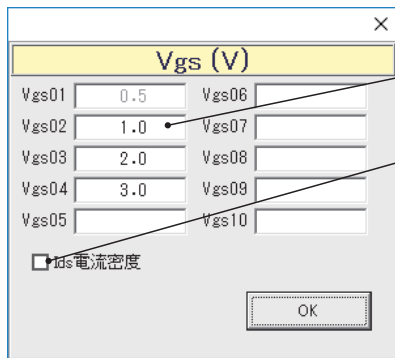 Vgs (V)
Vgs01 0.5 Vgs06
Vgs02 1.0 Vgs07
Vgs03 2.0 Vgs08
Vgs04 3.0 Vgs09
Vgs05 Vgs10
Ids電流密度
OK